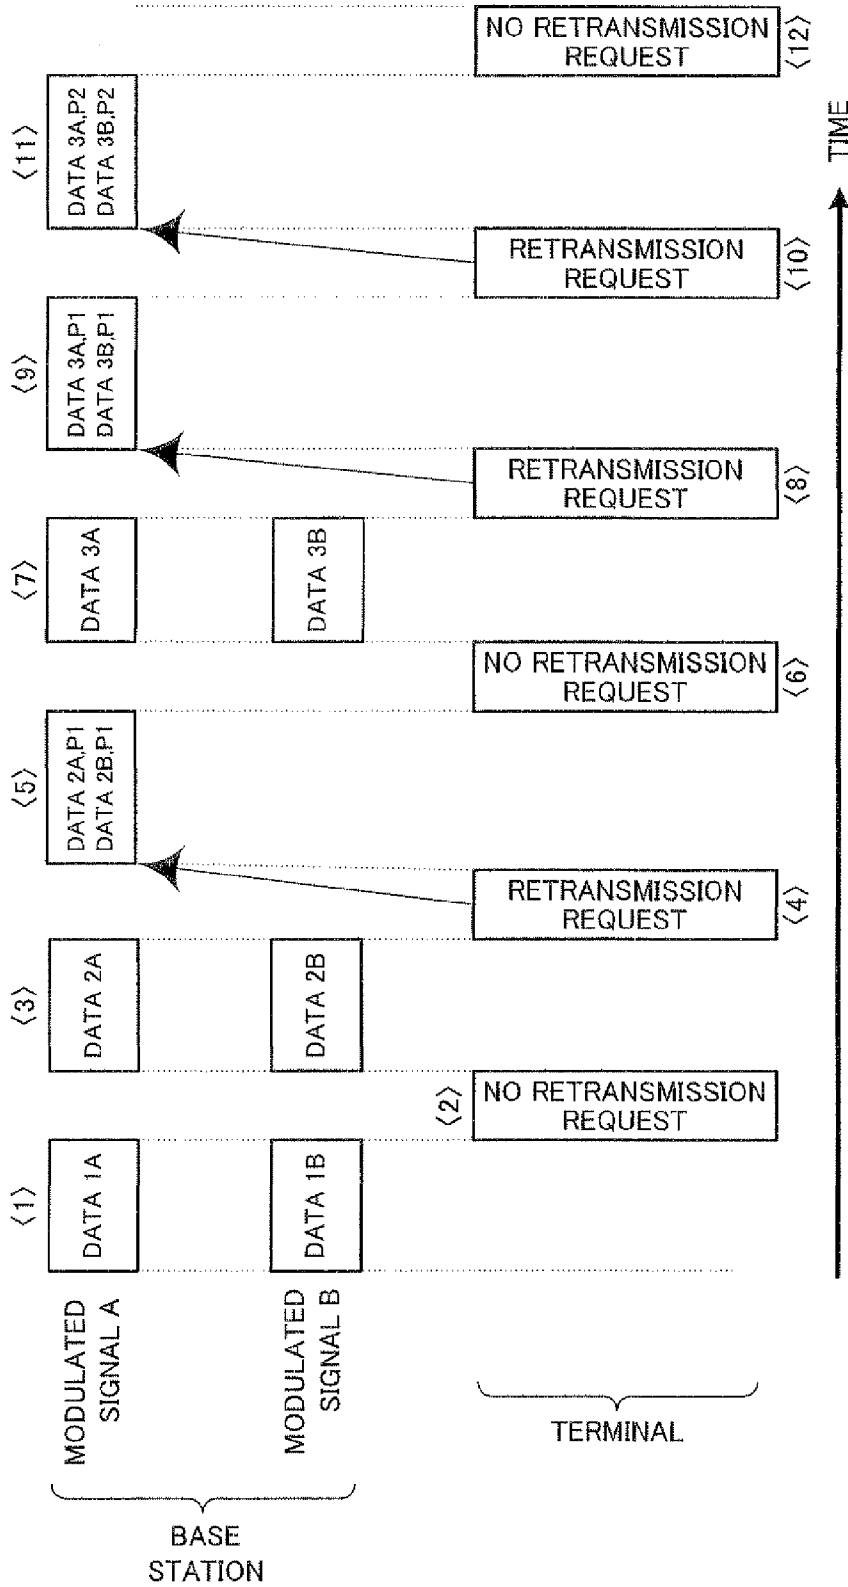 〈12〉
NO RETRANSMISSION
REQUEST
〈11〉
DATA 3A,P2
DATA 3B,P2
TIME
〈10〉
RETRANSMISSION
REQUEST
〈9〉
DATA 3A,P1
DATA 3B,P1
〈8〉
RETRANSMISSION
REQUEST
〈7〉
DATA 3A
DATA 3B
〈6〉
NO RETRANSMISSION
REQUEST
〈5〉
DATA 2A,P1
DATA 2B,P1
〈4〉
RETRANSMISSION
REQUEST
〈3〉
DATA 2A
DATA 2B
〈2〉
NO RETRANSMISSION
REQUEST
〈1〉
DATA 1A
DATA 1B
MODULATED
SIGNAL A
MODULATED
SIGNAL B
TERMINAL
BASE
STATION